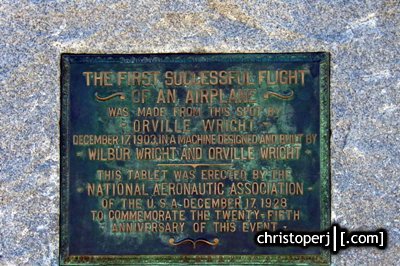 THE FIRST SUCCESSFUL FLIGHT
OF AN AIRPLANE
WAS MADE FROM THIS SPOT BY
ORVILLE WRIGHT
DECEMBER 17, 1903, IN A MACHINE DESIGNED AND BUILT BY
WILBUR WRIGHT AND ORVILLE WRIGHT
THIS TABLET WAS ERECTED BY THE
NATIONAL AERONAUTIC ASSOCIATION
OF THE U.S.A. DECEMBER 17, 1928
TO COMMEMORATE THE TWENTY-FIFTH
ANNIVERSARY OF THIS EVENT
christoperj[.com]